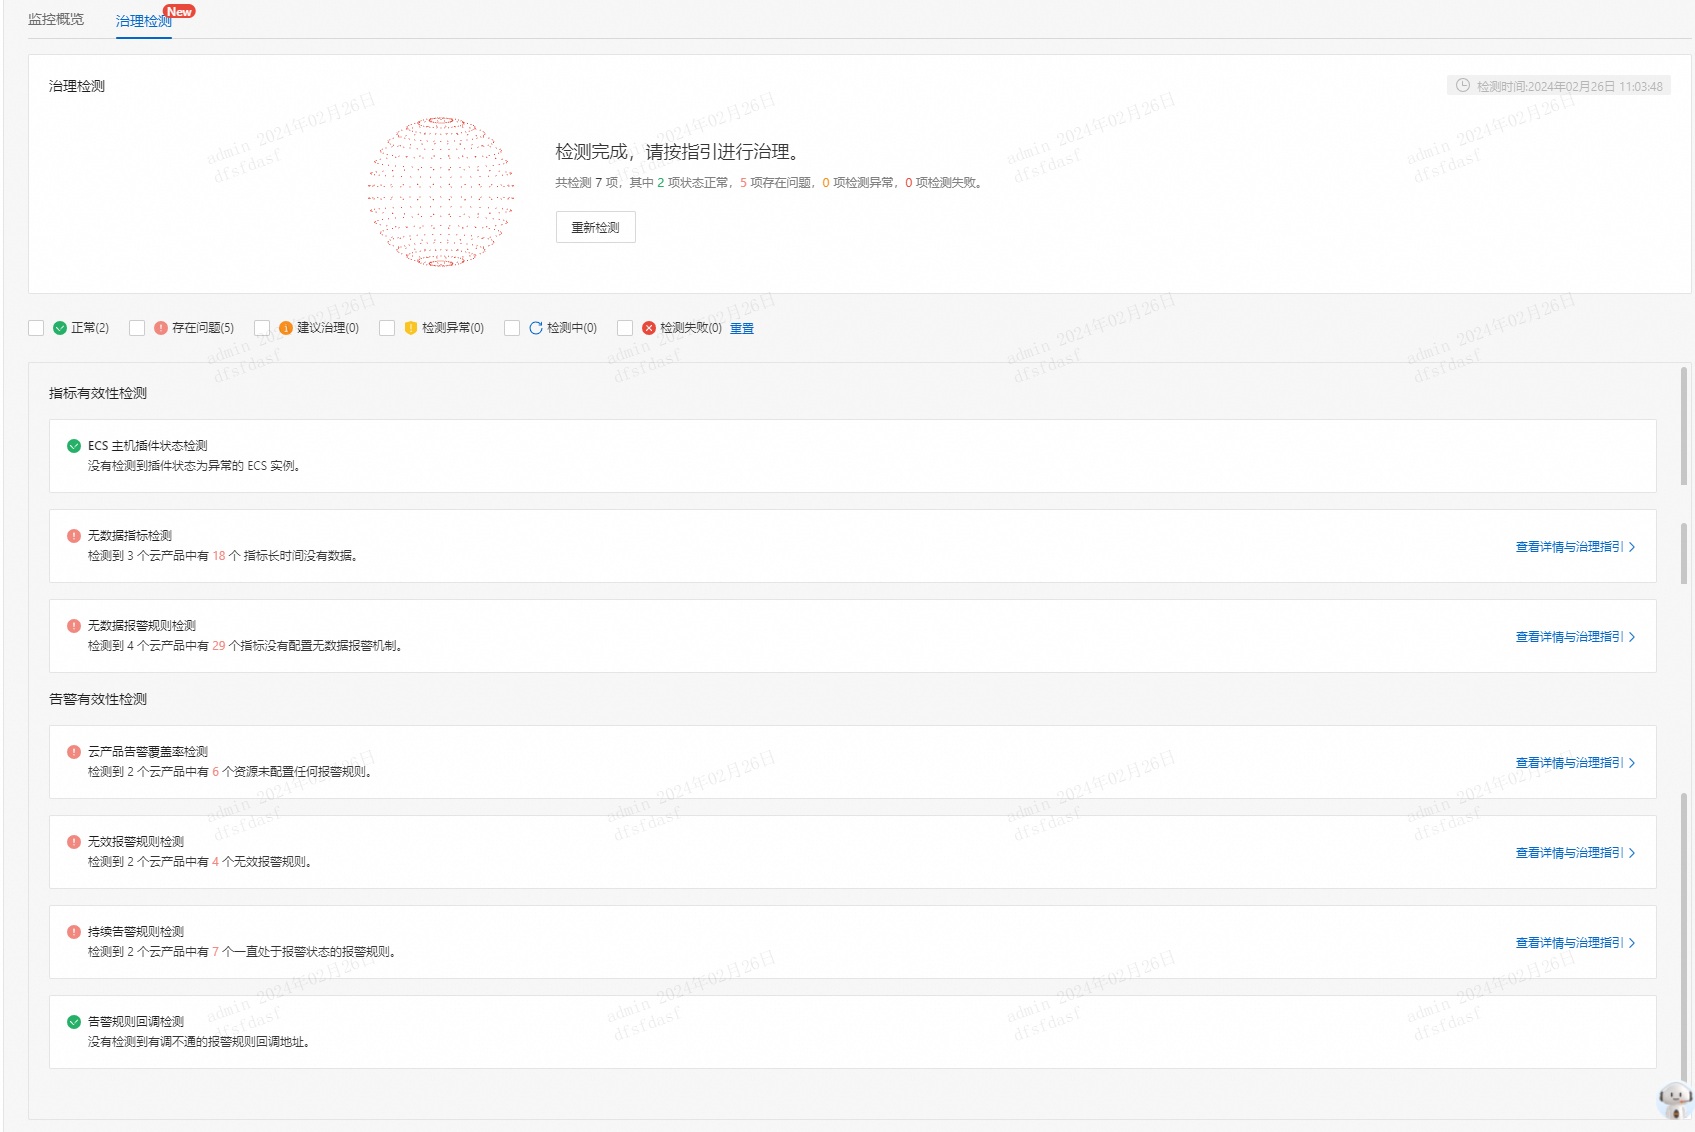 监控概览
治理检测
New
治理检测
检测时间:2024年02月26日 11:03:48
检测完成，请按指引进行治理。
共检测 7 项，其中 2 项状态正常，5 项存在问题，0 项检测异常，0 项检测失败。
重新检测
正常(2) 存在问题(5) 建议治理(0) 检测异常(0) 检测中(0) 检测失败(0) 重置
指标有效性检测
ECS 主机插件状态检测
没有检测到插件状态为异常的 ECS 实例。
无数据指标检测
检测到 3 个云产品中有 18 个 指标长时间没有数据。
查看详情与治理指引
无数据报警规则检测
检测到 4 个云产品中有 29 个指标没有配置无数据报警机制。
查看详情与治理指引
告警有效性检测
云产品告警覆盖率检测
检测到 2 个云产品中有 6 个资源未配置任何报警规则。
查看详情与治理指引
无效报警规则检测
检测到 2 个云产品中有 4 个无效报警规则。
查看详情与治理指引
持续告警规则检测
检测到 2 个云产品中有 7 个一直处于报警状态的报警规则。
查看详情与治理指引
告警规则回调检测
没有检测到有调不通的报警规则回调地址。
admin 2024年02月26日
dfsfdasf